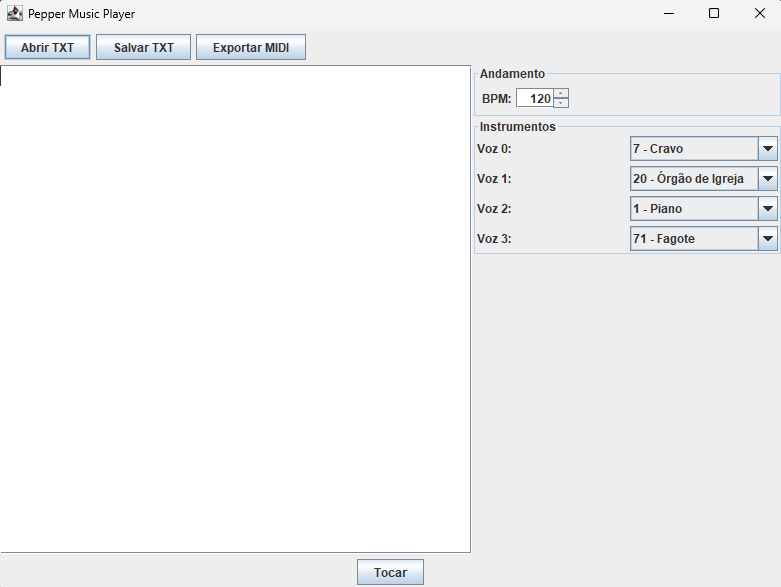 Pepper Music Player
Abrir TXT Salvar TXT Exportar MIDI
Andamento
BPM: 120
Instrumentos
Voz 0: 7 - Cravo
Voz 1: 20 - Órgão de Igreja
Voz 2: 1 - Piano
Voz 3: 71 - Fagote
Tocar